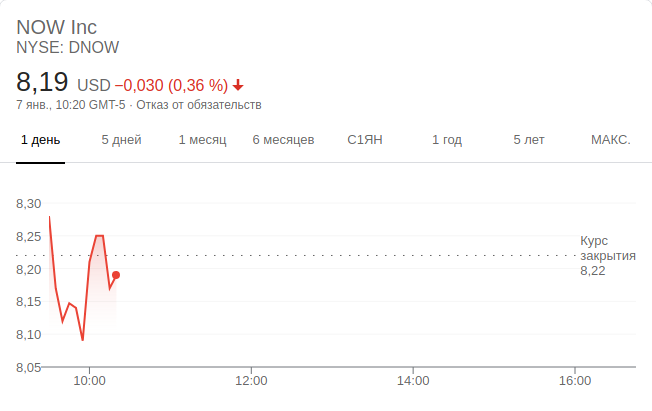 NOW Inc
NYSE: DNOW
8,19 USD −0,030 (0,36 %)
7 янв., 10:20 GMT-5 · Отказ от обязательств
1 день 5 дней 1 месяц 6 месяцев С1ЯН 1 год 5 лет МАКС.
8,30
8,25
Курс
закрытия
8,22
8,20
8,15
8,10
8,05
10:00 12:00 14:00 16:00